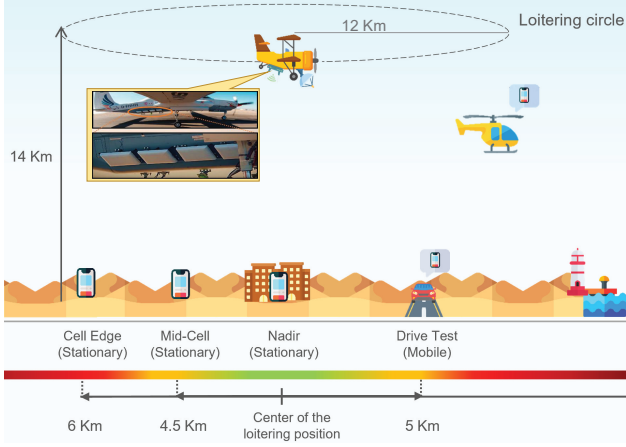 12 Km
Loitering circle
14 Km
Cell Edge
(Stationary)
Mid-Cell
(Stationary)
Nadir
(Stationary)
Drive Test
(Mobile)
6 Km
4.5 Km
Center of the
loitering position
5 Km